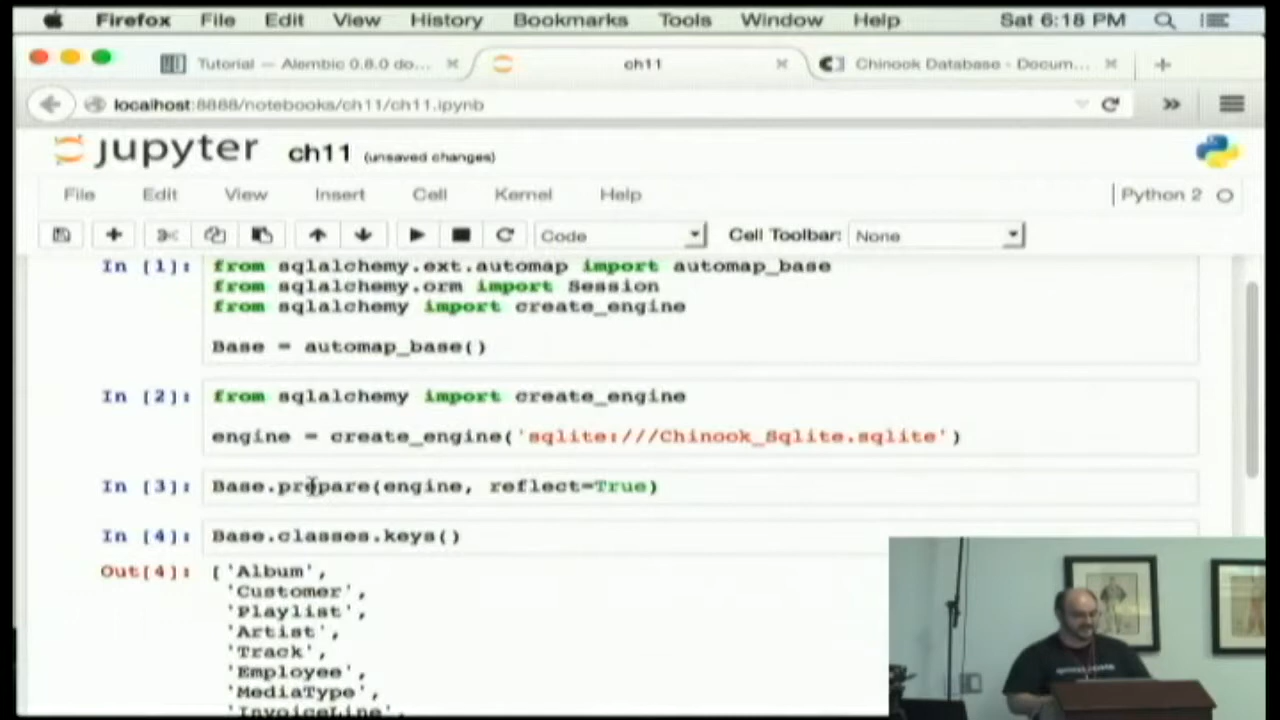 Firefox File Edit View History Bookmarks Tools Window Help Sat 6:18 PM
Tutorial — Alembic 0.8.0 do... ch11 Chinook Database - Docum...
localhost:8888/notebooks/ch11/ch11.ipynb
jupyter ch11 (unsaved changes)
File Edit View Insert Cell Kernel Help Python 2
Code Cell Toolbar: None
In [1]: from sqlalchemy.ext.automap import automap_base
from sqlalchemy.orm import Session
from sqlalchemy import create_engine
Base = automap_base()
In [2]: from sqlalchemy import create_engine
engine = create_engine('sqlite:///Chinook_Sqlite.sqlite')
In [3]: Base.prepare(engine, reflect=True)
In [4]: Base.classes.keys()
Out[4]: ['Album',
'Customer',
'Playlist',
'Artist',
'Track',
'Employee',
'MediaType',
'InvoiceLine',